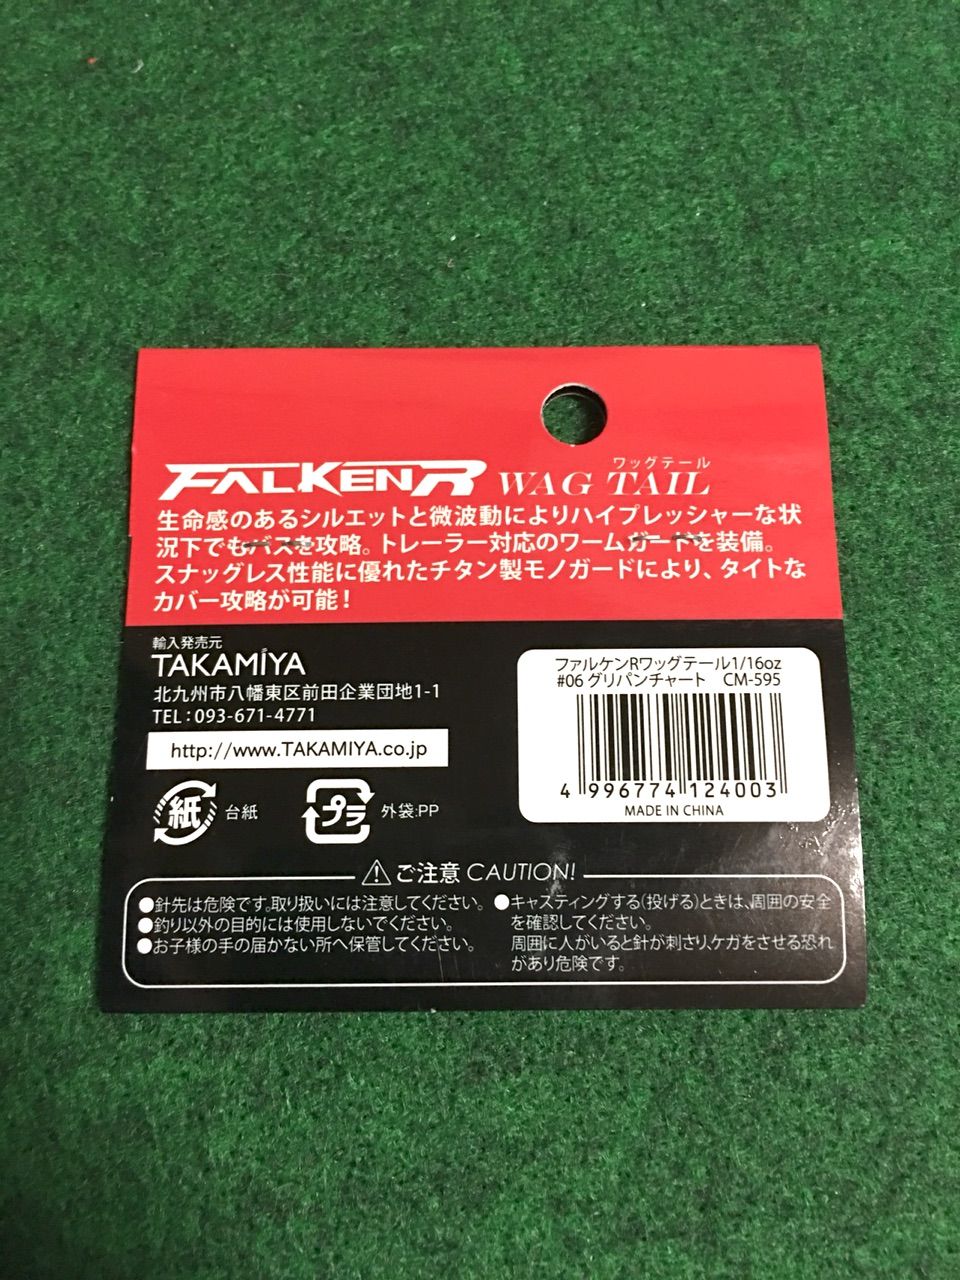 FALKEN R WAG TAIL
ワッグテール
生命感のあるシルエットと微波動によりハイプレッシャーな状
況下でもバスを攻略。トレーラー対応のワームガードを装備。
スナッグレス性能に優れたチタン製モノガードにより、タイトな
カバー攻略が可能！
輸入発売元
TAKAMIYA
北九州市八幡東区前田企業団地1-1
TEL：093-671-4771
http://www.TAKAMIYA.co.jp
紙 台紙
プラ 外袋：PP
ファルケンRワッグテール1/16oz
#06 グリパンチャート CM-595
4 996774 124003
MADE IN CHINA
ご注意 CAUTION!
●針先は危険です。取り扱いには注意してください。
●釣り以外の目的には使用しないでください。
●お子様の手の届かない所へ保管してください。
●キャスティングする（投げる）ときは、周囲の安全
を確認してください。
周囲に人がいると針が刺さり、ケガをさせる恐れ
があり危険です。